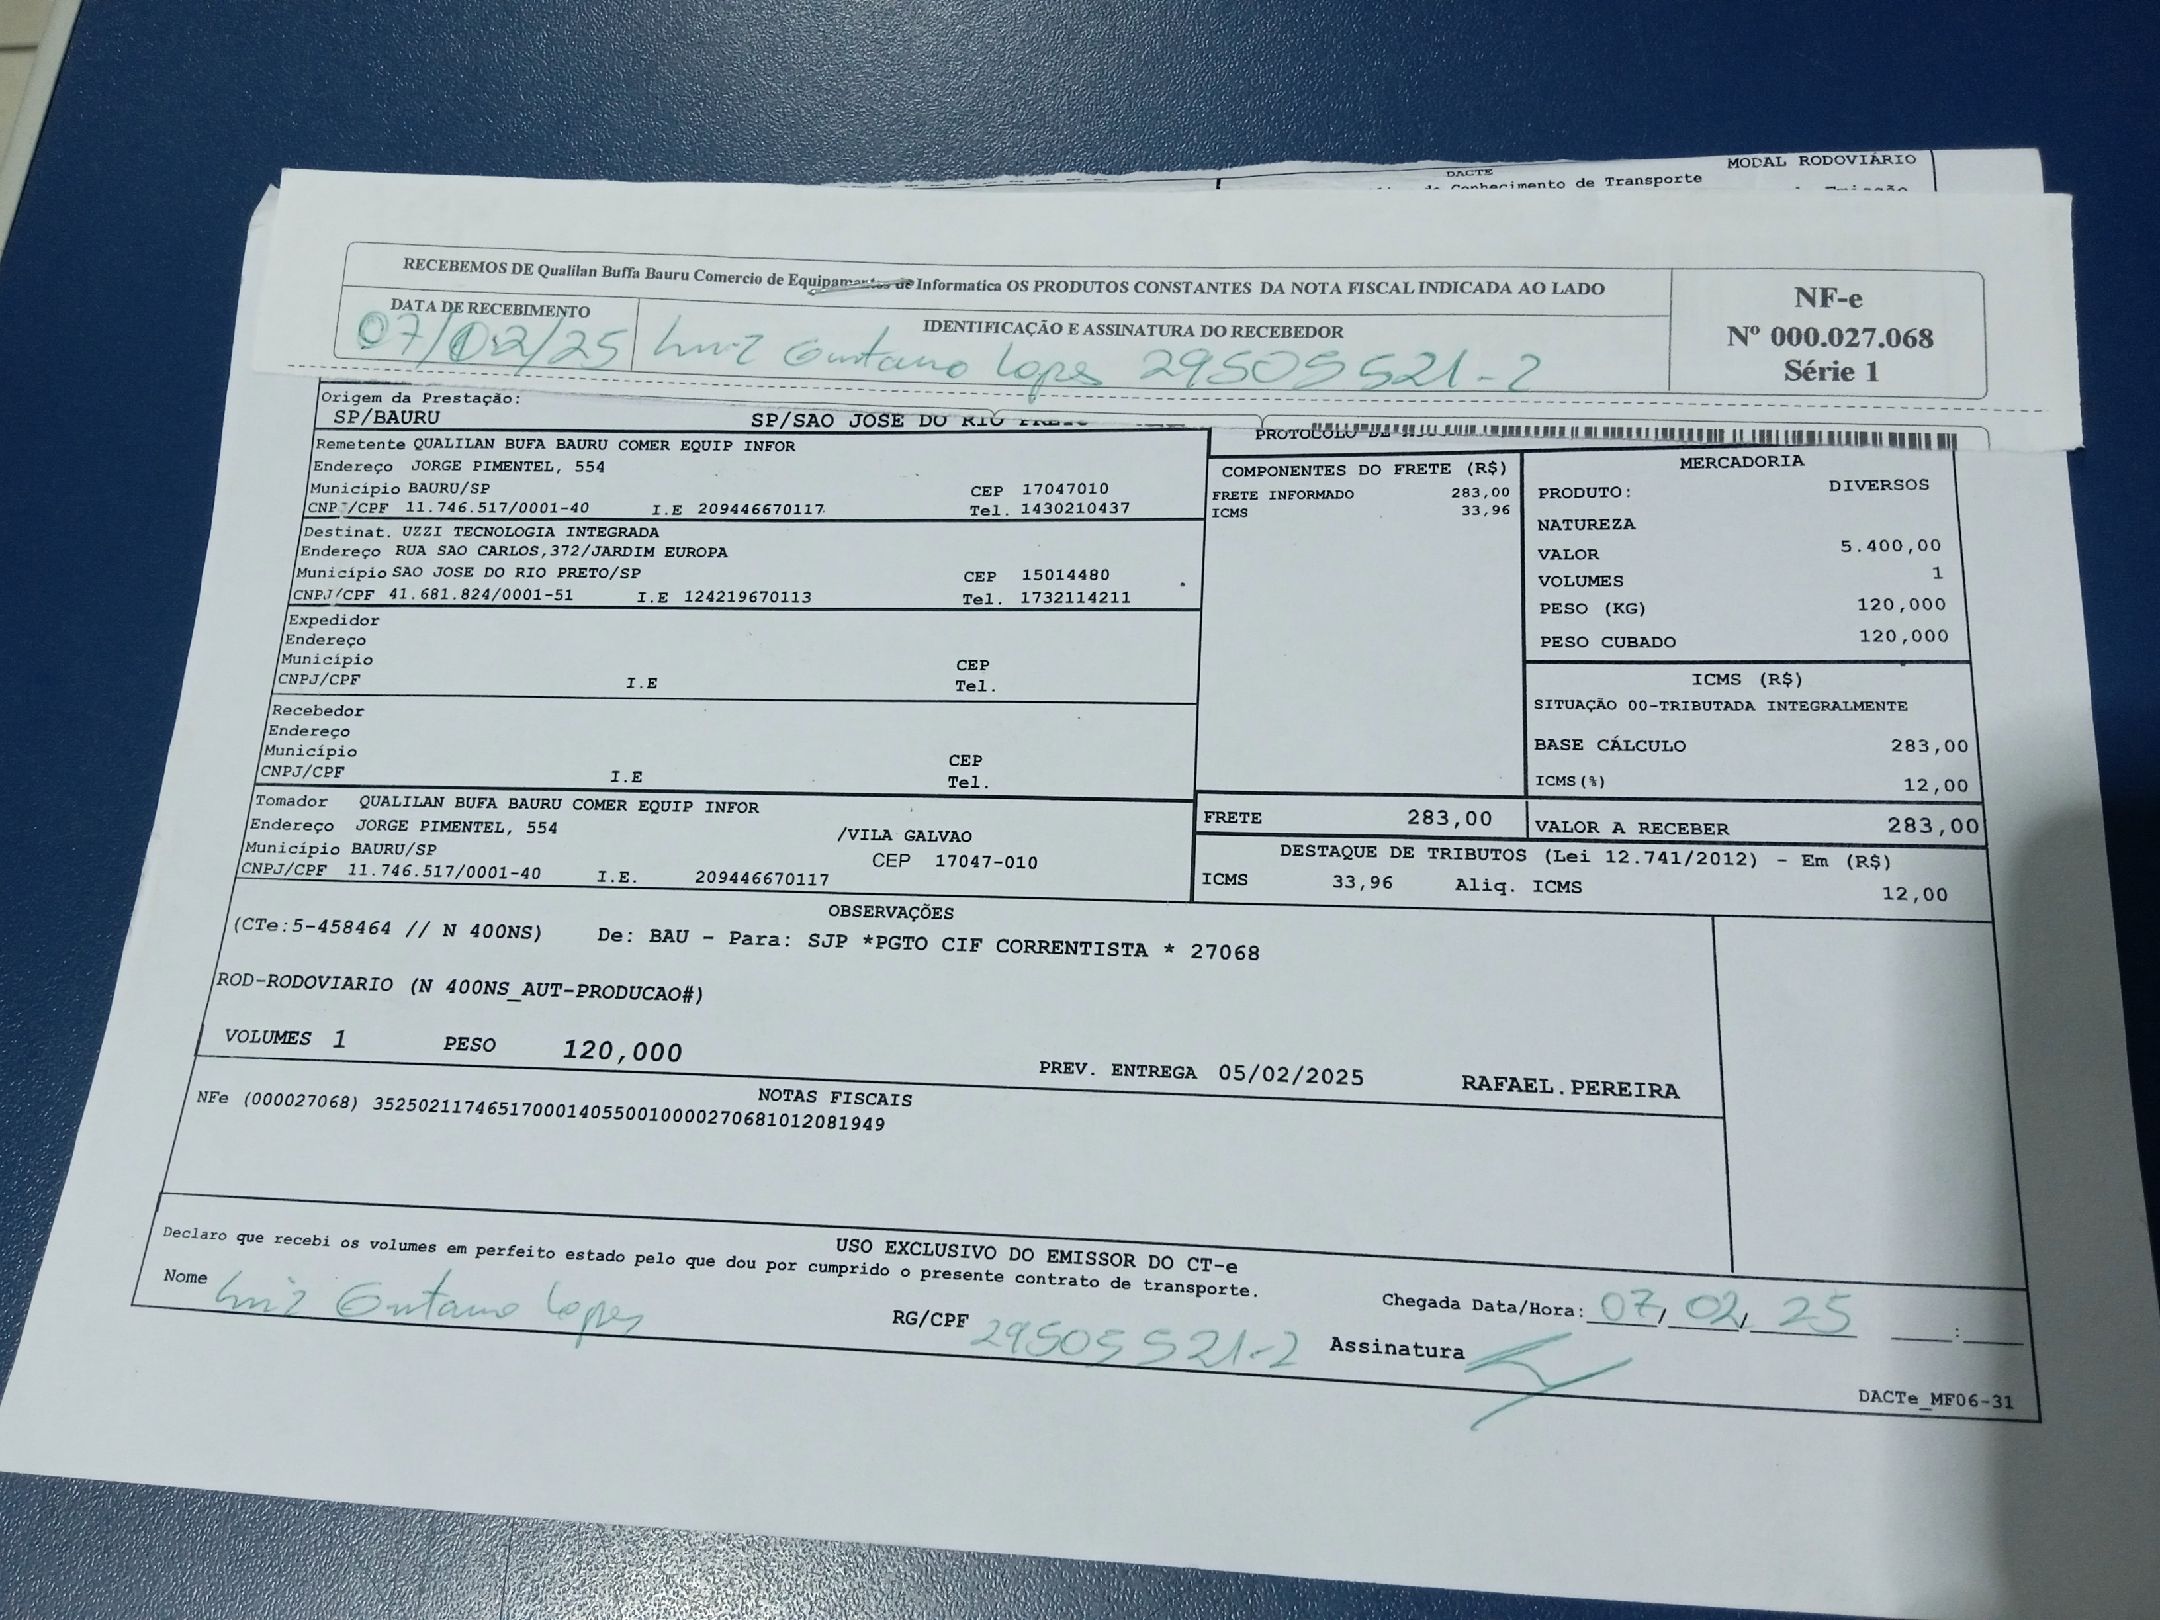 MODAL RODOVIÁRIO
DACTE
Conhecimento de Transporte
RECEBEMOS DE Qualilan Buffa Bauru Comercio de Equipamentos de Informatica OS PRODUTOS CONSTANTES DA NOTA FISCAL INDICADA AO LADO
DATA DE RECEBIMENTO
07/02/25
IDENTIFICAÇÃO E ASSINATURA DO RECEBEDOR
Luiz Gustavo Lopes 29505521-2
NF-e
Nº 000.027.068
Série 1
Origem da Prestação:
SP/BAURU SP/SAO JOSE DO RIO PRETO
PROTOCOLO DE
Remetente QUALILAN BUFA BAURU COMER EQUIP INFOR
Endereço JORGE PIMENTEL, 554
Município BAURU/SP CEP 17047010
CNPJ/CPF 11.746.517/0001-40 I.E 209446670117 Tel. 1430210437
Destinat. UZZI TECNOLOGIA INTEGRADA
Endereço RUA SAO CARLOS,372/JARDIM EUROPA
Município SAO JOSE DO RIO PRETO/SP CEP 15014480
CNPJ/CPF 41.681.824/0001-51 I.E 124219670113 Tel. 1732114211
Expedidor
Endereço
Município CEP
CNPJ/CPF I.E Tel.
Recebedor
Endereço
Município CEP
CNPJ/CPF I.E Tel.
Tomador QUALILAN BUFA BAURU COMER EQUIP INFOR
Endereço JORGE PIMENTEL, 554 /VILA GALVAO
Município BAURU/SP CEP 17047-010
CNPJ/CPF 11.746.517/0001-40 I.E. 209446670117
COMPONENTES DO FRETE (R$)
FRETE INFORMADO 283,00
ICMS 33,96
FRETE 283,00
MERCADORIA
PRODUTO: DIVERSOS
NATUREZA
VALOR 5.400,00
VOLUMES 1
PESO (KG) 120,000
PESO CUBADO 120,000
ICMS (R$)
SITUAÇÃO 00-TRIBUTADA INTEGRALMENTE
BASE CÁLCULO 283,00
ICMS(%) 12,00
VALOR A RECEBER 283,00
DESTAQUE DE TRIBUTOS (Lei 12.741/2012) - Em (R$)
ICMS 33,96 Aliq. ICMS 12,00
OBSERVAÇÕES
(CTe:5-458464 // N 400NS) De: BAU - Para: SJP *PGTO CIF CORRENTISTA * 27068
ROD-RODOVIARIO (N 400NS_AUT-PRODUCAO#)
VOLUMES 1 PESO 120,000 PREV. ENTREGA 05/02/2025 RAFAEL.PEREIRA
NOTAS FISCAIS
NFe (000027068) 35250211746517000140550010000270681012081949
USO EXCLUSIVO DO EMISSOR DO CT-e
Declaro que recebi os volumes em perfeito estado pelo que dou por cumprido o presente contrato de transporte.
Nome Luiz Gustavo Lopes RG/CPF 29505521-2 Assinatura
Chegada Data/Hora: 07/02/25 :
DACTe_MF06-31